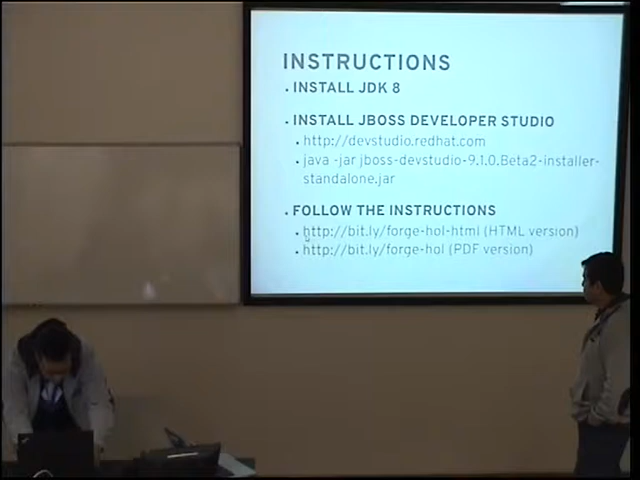 INSTRUCTIONS
• INSTALL JDK 8
• INSTALL JBOSS DEVELOPER STUDIO
• http://devstudio.redhat.com
• java -jar jboss-devstudio-9.1.0.Beta2-installer-
standalone.jar
• FOLLOW THE INSTRUCTIONS
• http://bit.ly/forge-hol-html (HTML version)
• http://bit.ly/forge-hol (PDF version)